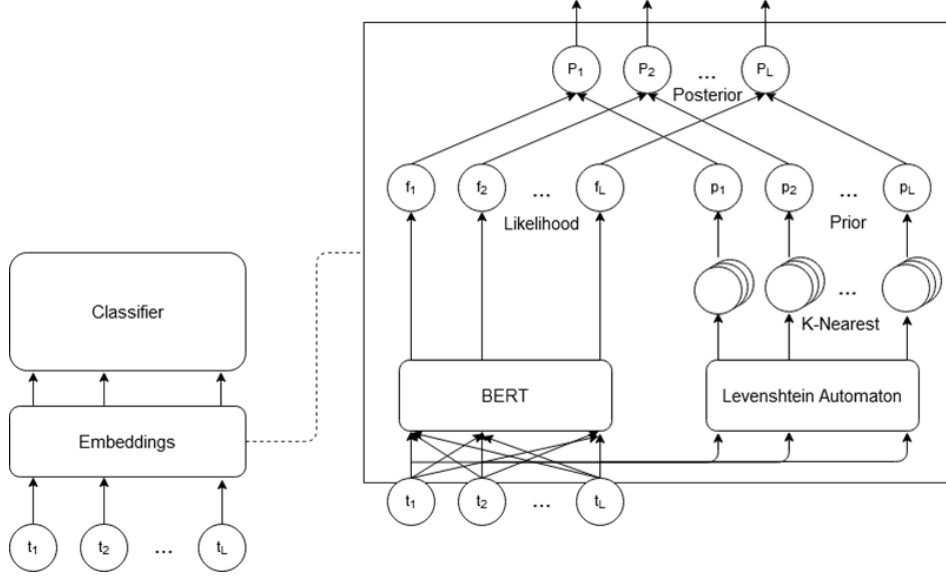 P1 P2 ... PL
Posterior
f1 f2 ... fL p1 p2 ... pL
Likelihood Prior
Classifier
...
K-Nearest
BERT Levenshtein Automaton
Embeddings
t1 t2 ... tL
t1 t2 ... tL